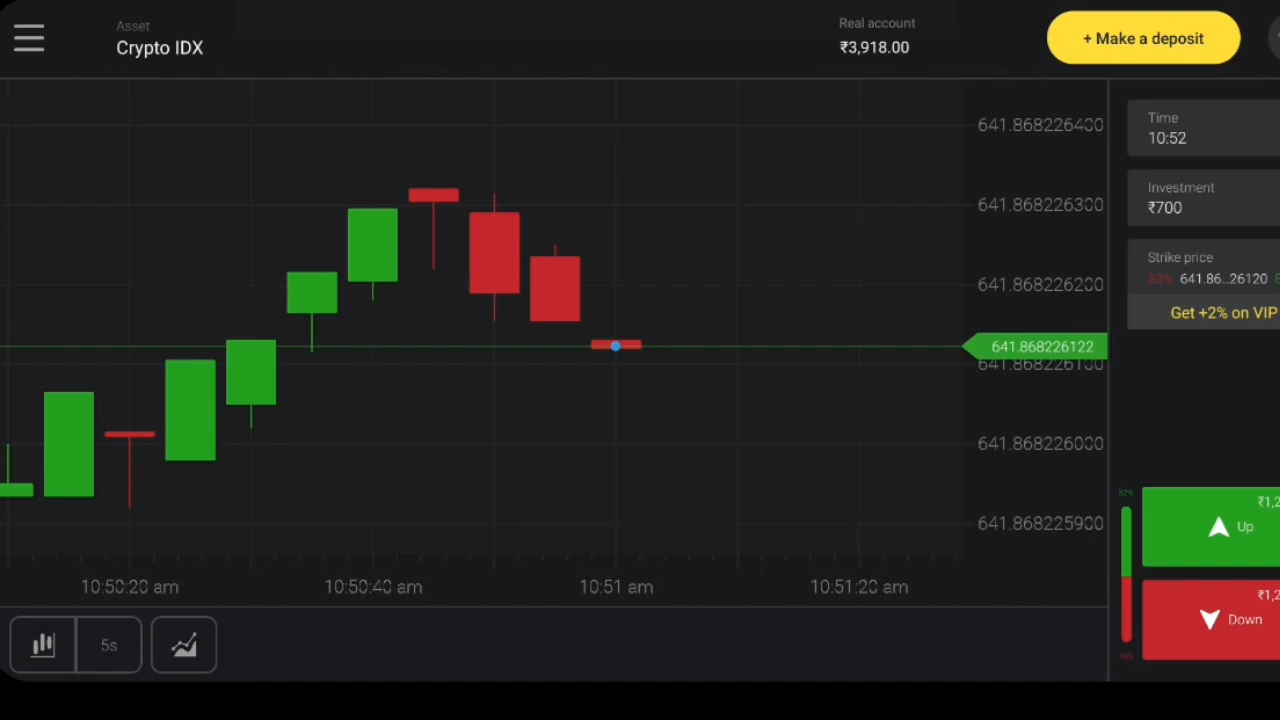 Asset
Crypto IDX
Real account
₹3,918.00
+ Make a deposit
641.868226400
641.868226300
641.868226200
641.868226122
641.868226100
641.868226000
641.868225900
Time
10:52
Investment
₹700
Strike price
83% 641.86...26120
Get +2% on VIP
₹1,2
Up
₹1,2
Down
10:50:20 am
10:50:40 am
10:51 am
10:51:20 am
5s